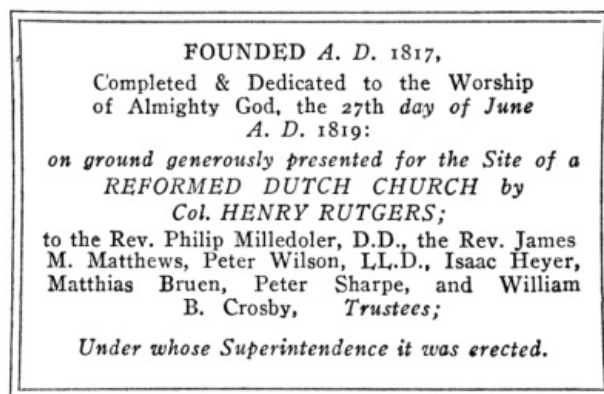 FOUNDED A. D. 1817,
Completed & Dedicated to the Worship
of Almighty God, the 27th day of June
A. D. 1819:
on ground generously presented for the Site of a
REFORMED DUTCH CHURCH by
Col. HENRY RUTGERS;
to the Rev. Philip Milledoler, D.D., the Rev. James
M. Matthews, Peter Wilson, LL.D., Isaac Heyer,
Matthias Bruen, Peter Sharpe, and William
B. Crosby, Trustees;
Under whose Superintendence it was erected.